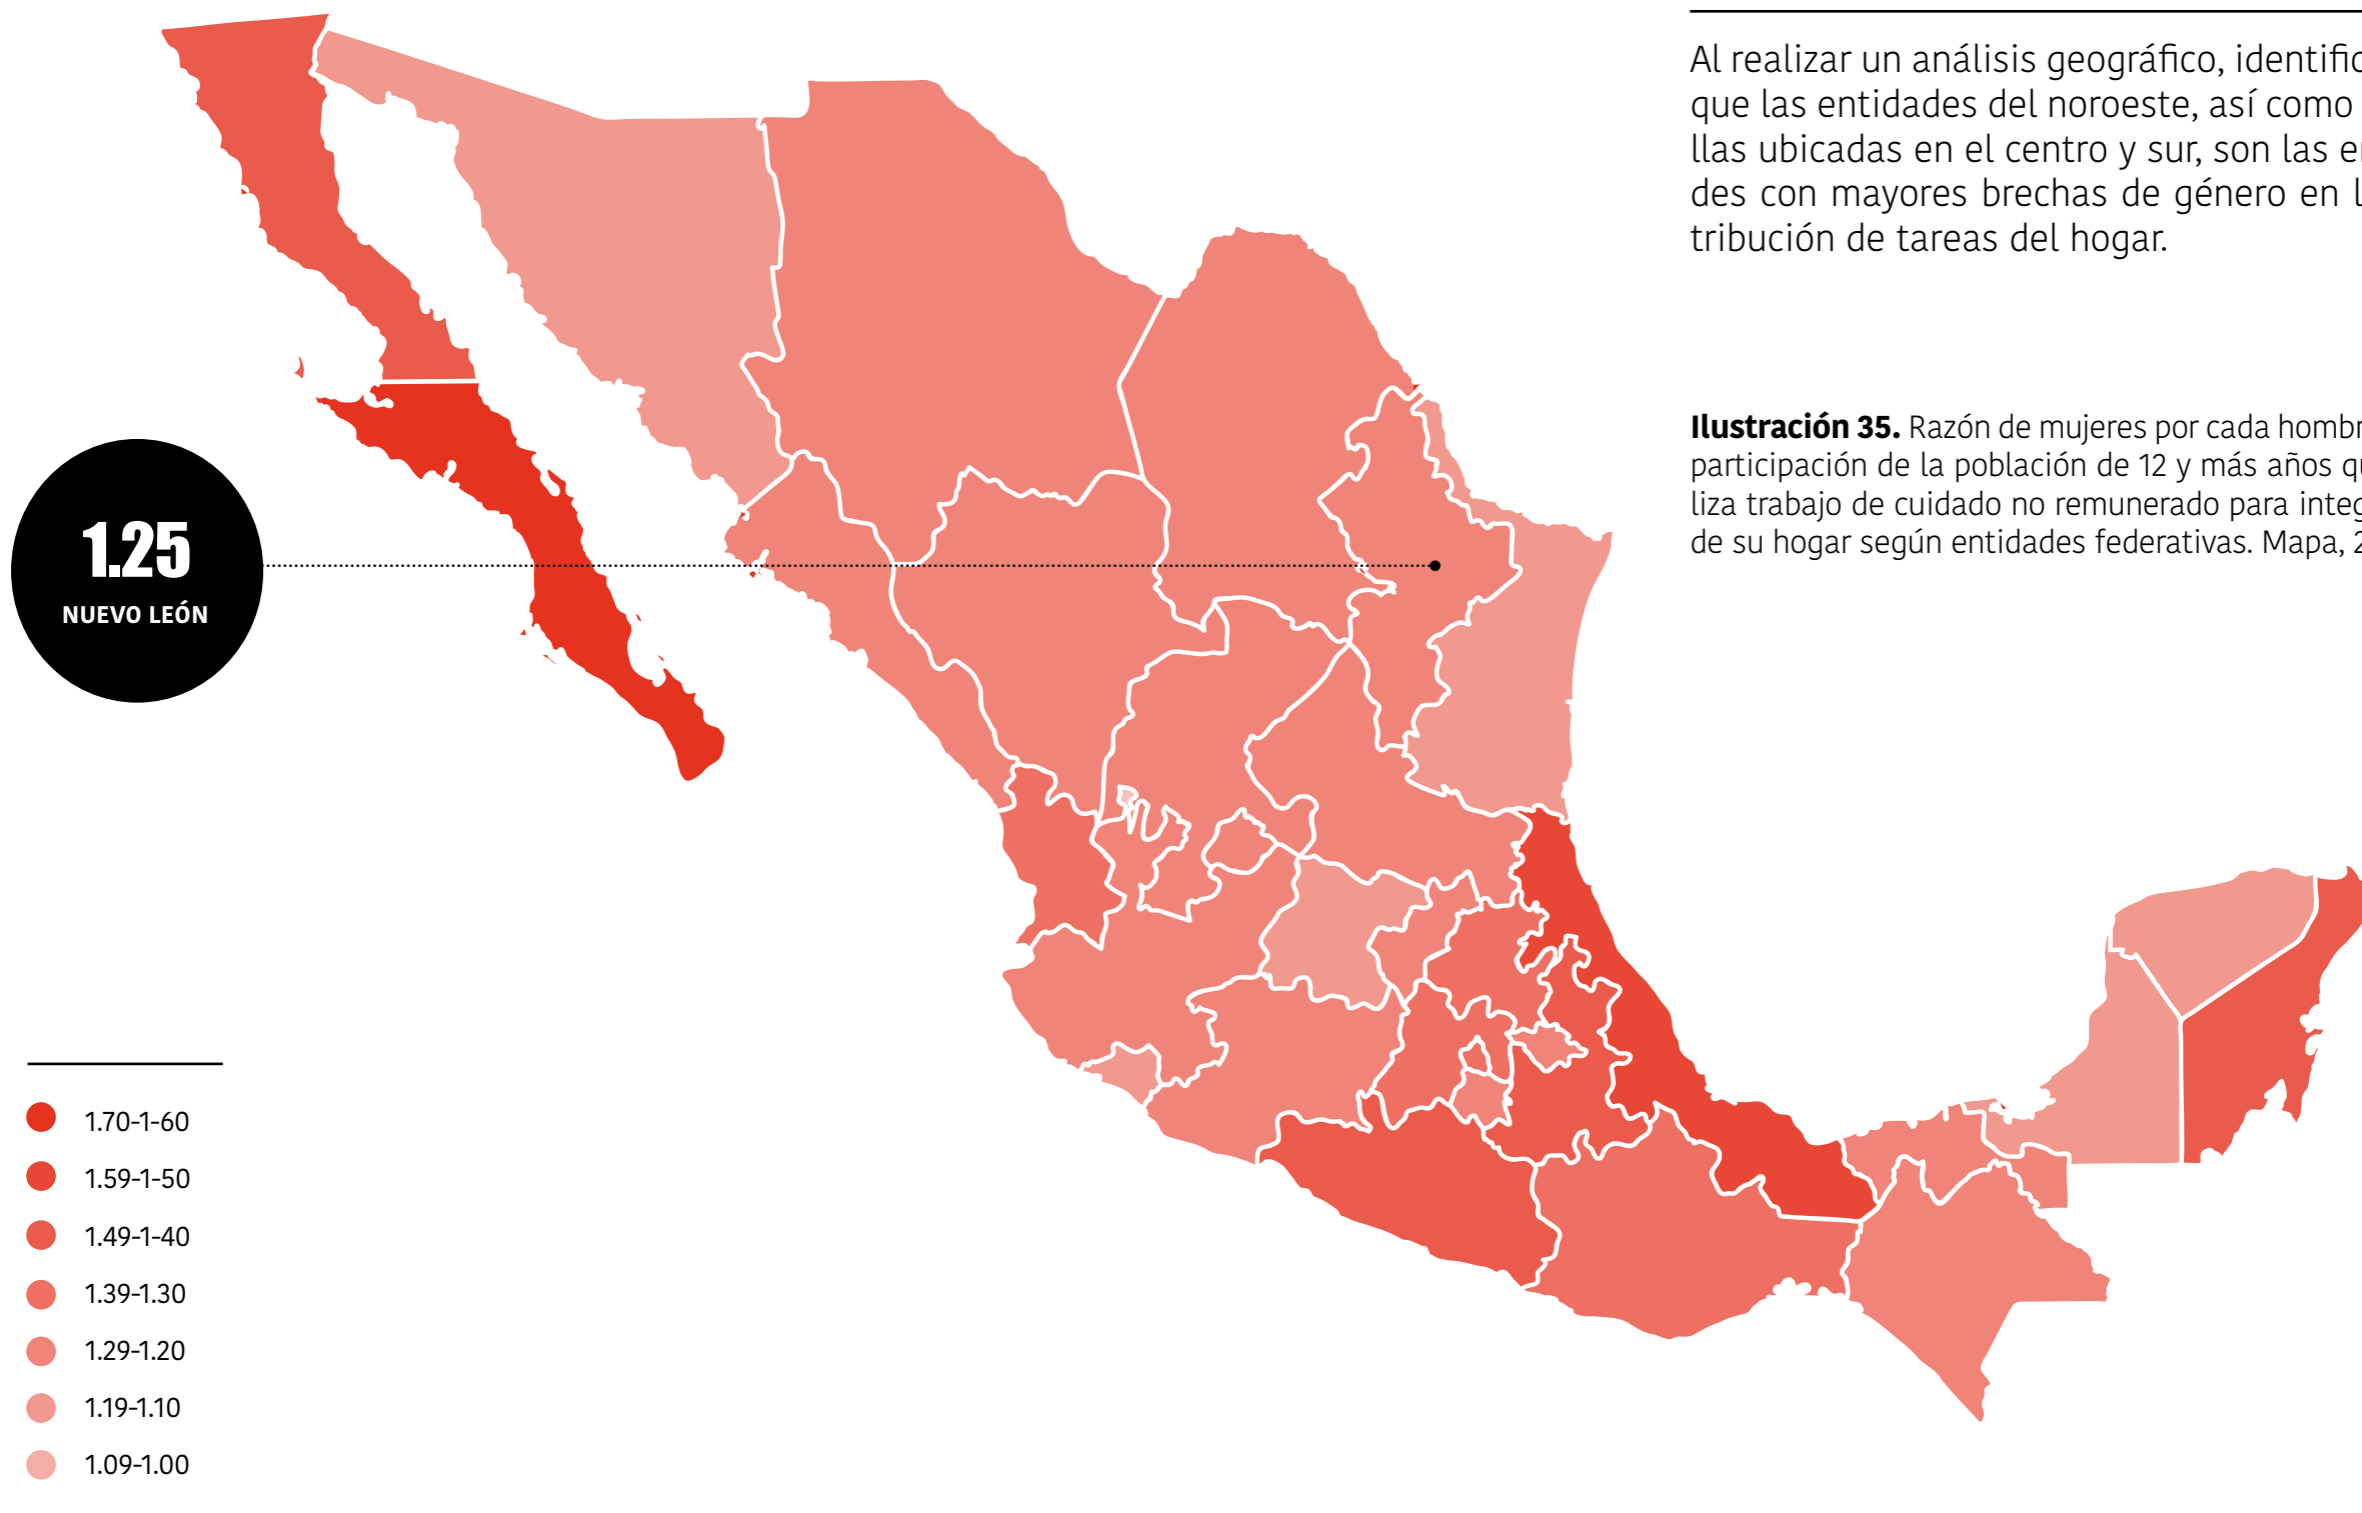 Al realizar un análisis geográfico,
que las entidades del noroeste, así como
llas ubicadas en el centro y sur, son las
des con mayores brechas de género en
tribución de tareas del hogar.
Ilustración 35. Razón de mujeres por cada
participación de la población de 12 y más años
liza trabajo de cuidado no remunerado para
de su hogar según entidades federativas. Mapa,
1.25
NUEVO LEÓN
1.70-1-60
1.59-1-50
1.49-1-40
1.39-1.30
1.29-1.20
1.19-1.10
1.09-1.00